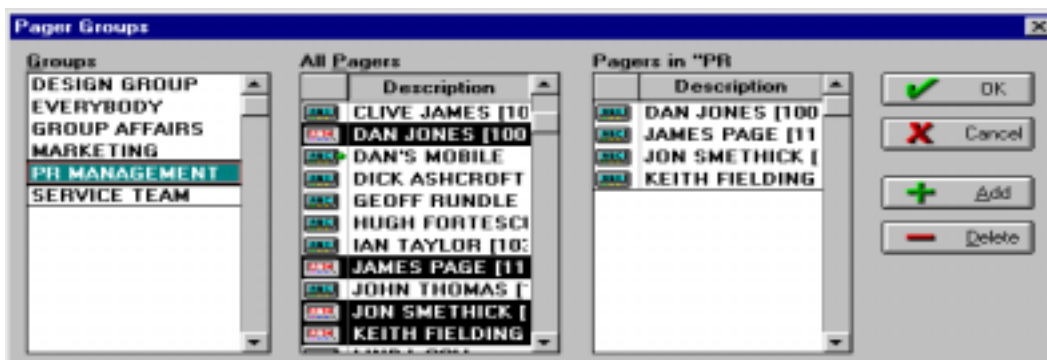 Pager Groups
Groups
DESIGN GROUP
EVERYBODY
GROUP AFFAIRS
MARKETING
PR MANAGEMENT
SERVICE TEAM
All Pagers
Description
CLIVE JAMES [10
DAN JONES [100
DAN'S MOBILE
DICK ASHCROFT
GEOFF RUNDLE
HUGH FORTESCU
IAN TAYLOR [103
JAMES PAGE [11
JOHN THOMAS [
JON SMETHICK [
KEITH FIELDING
Pagers in "PR
Description
DAN JONES [100
JAMES PAGE [11
JON SMETHICK [
KEITH FIELDING
OK
Cancel
Add
Delete